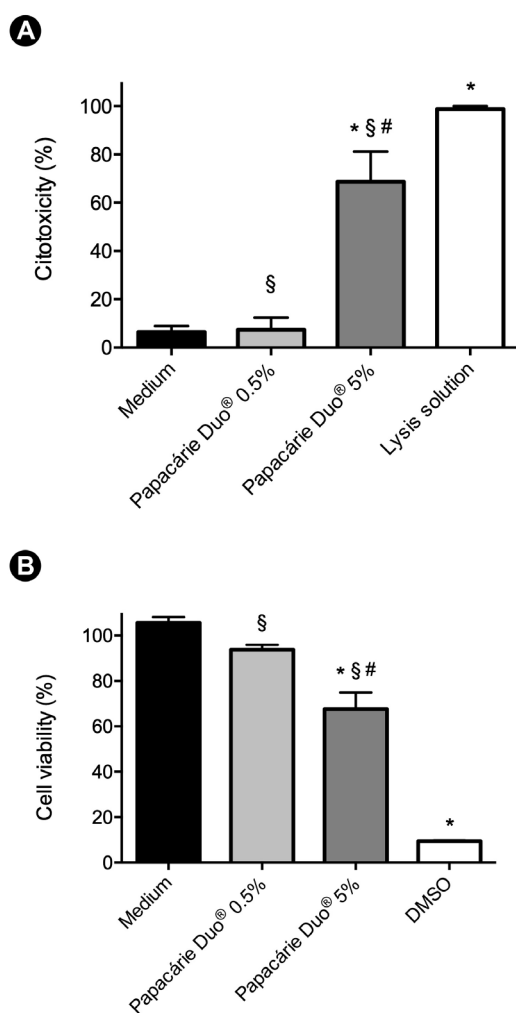 A
Citotoxicity (%)
100
80
60
40
20
0
§
* § #
*
Medium
Papacárie Duo® 0.5%
Papacárie Duo® 5%
Lysis solution
B
Cell viability (%)
100
80
60
40
20
0
§
* § #
*
Medium
Papacárie Duo® 0.5%
Papacárie Duo® 5%
DMSO